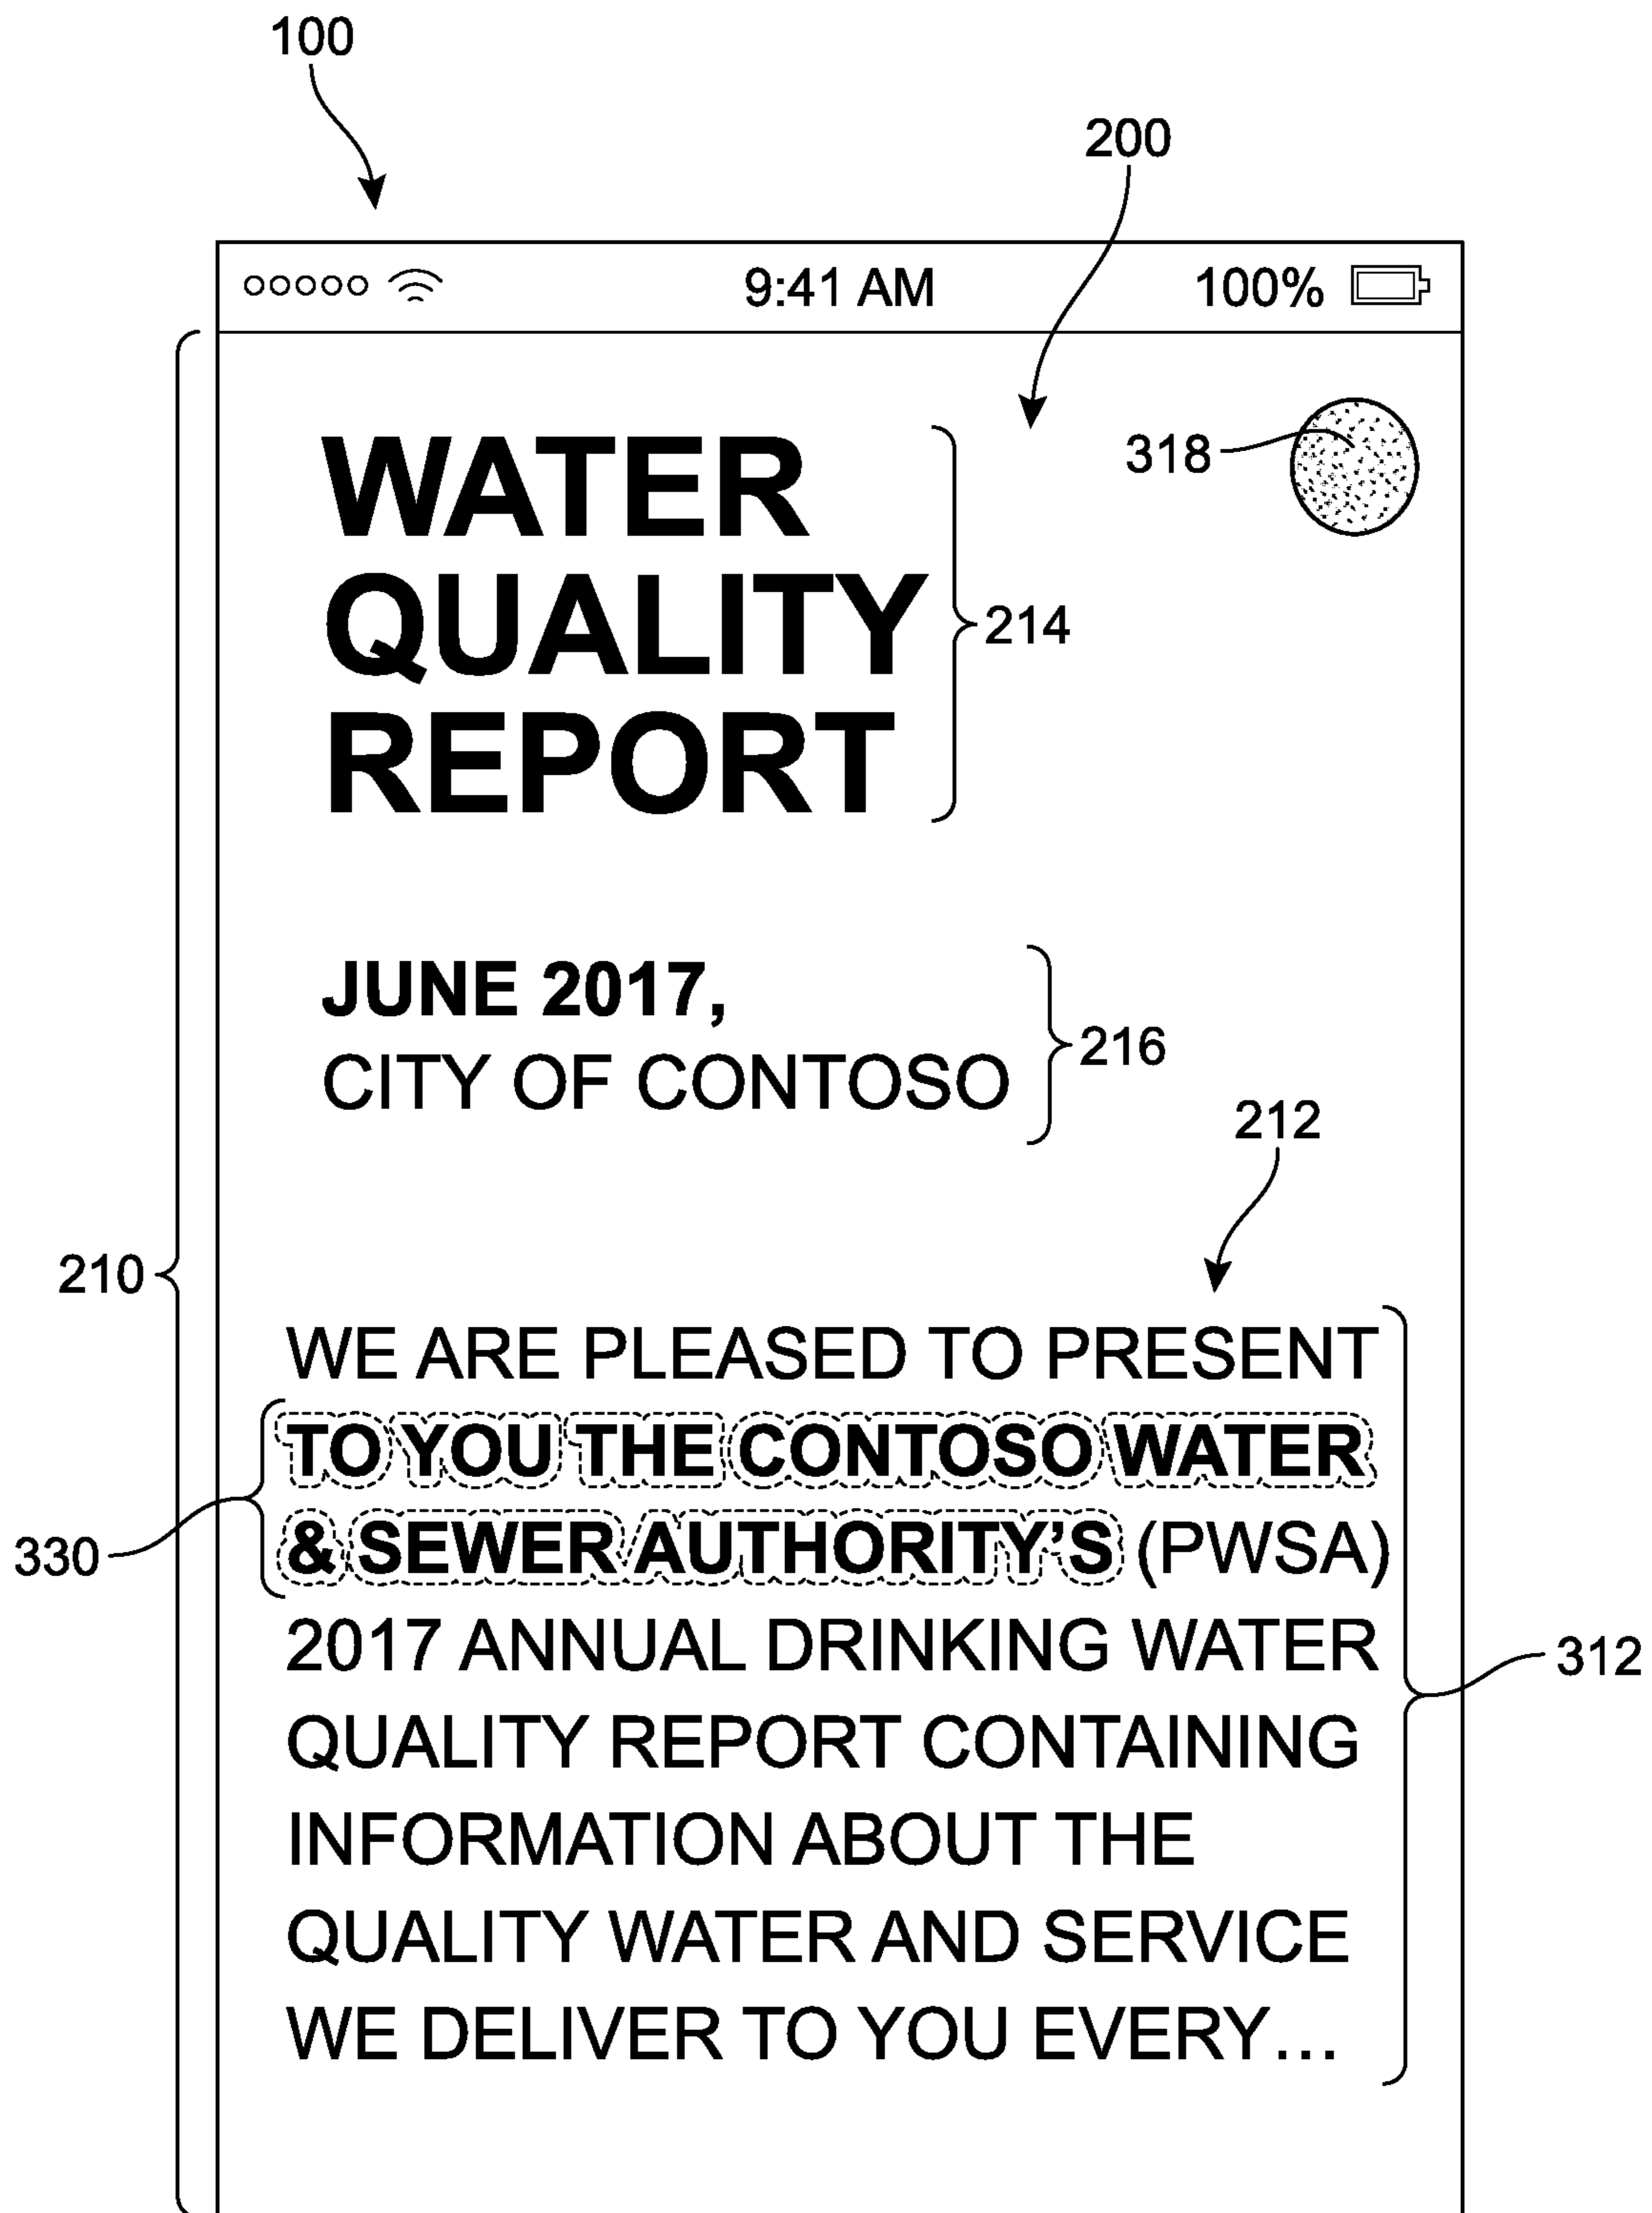 100
200
9:41 AM 100%
WATER
318
QUALITY
214
REPORT
JUNE 2017,
CITY OF CONTOSO
216
212
210
WE ARE PLEASED TO PRESENT
TO YOU THE CONTOSO WATER
& SEWER AUTHORITY’S (PWSA)
330
2017 ANNUAL DRINKING WATER
312
QUALITY REPORT CONTAINING
INFORMATION ABOUT THE
QUALITY WATER AND SERVICE
WE DELIVER TO YOU EVERY...